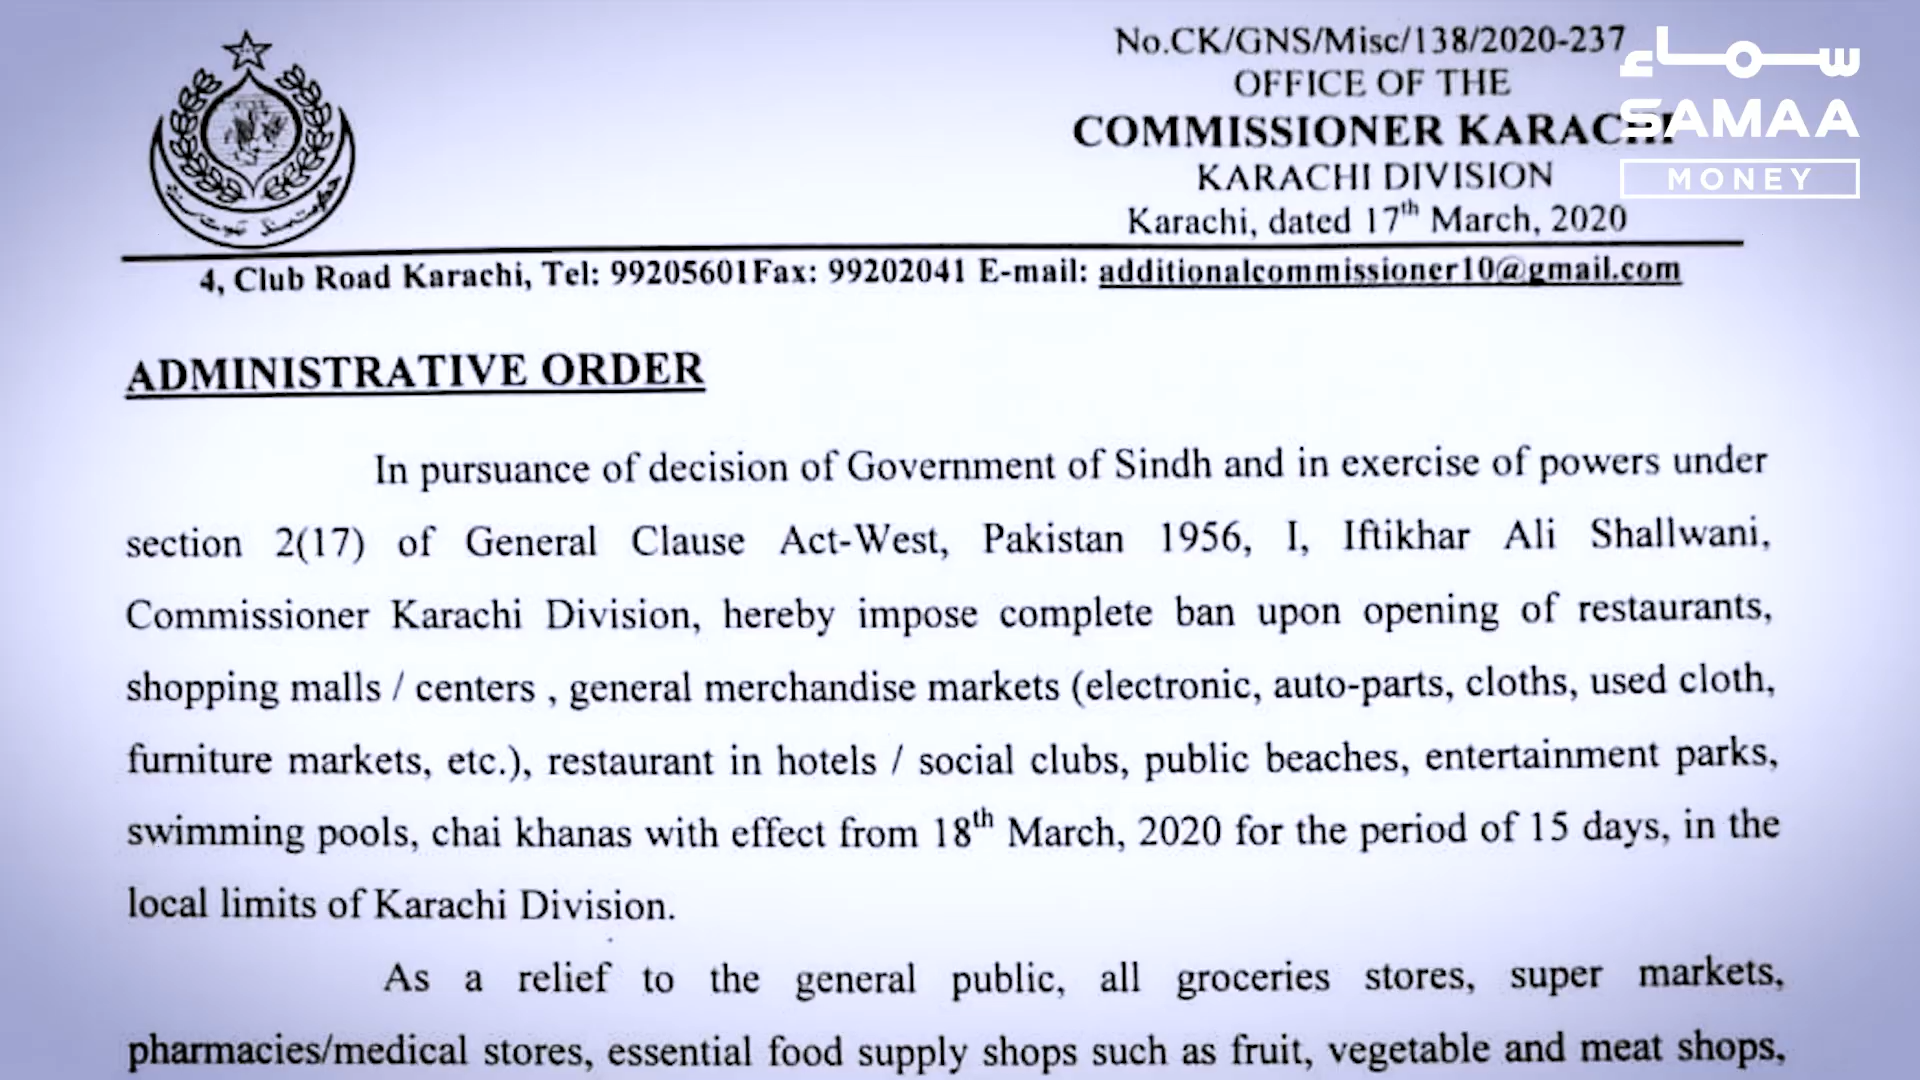 No.CK/GNS/Misc/138/2020-237
OFFICE OF THE
COMMISSIONER KARACHI
KARACHI DIVISION
Karachi, dated 17th March, 2020
سماء
SAMAA
MONEY
4, Club Road Karachi, Tel: 99205601Fax: 99202041 E-mail: additionalcommissioner10@gmail.com
ADMINISTRATIVE ORDER
In pursuance of decision of Government of Sindh and in exercise of powers under
section 2(17) of General Clause Act-West, Pakistan 1956, I, Iftikhar Ali Shallwani,
Commissioner Karachi Division, hereby impose complete ban upon opening of restaurants,
shopping malls / centers , general merchandise markets (electronic, auto-parts, cloths, used cloth,
furniture markets, etc.), restaurant in hotels / social clubs, public beaches, entertainment parks,
swimming pools, chai khanas with effect from 18th March, 2020 for the period of 15 days, in the
local limits of Karachi Division.
As a relief to the general public, all groceries stores, super markets,
pharmacies/medical stores, essential food supply shops such as fruit, vegetable and meat shops,